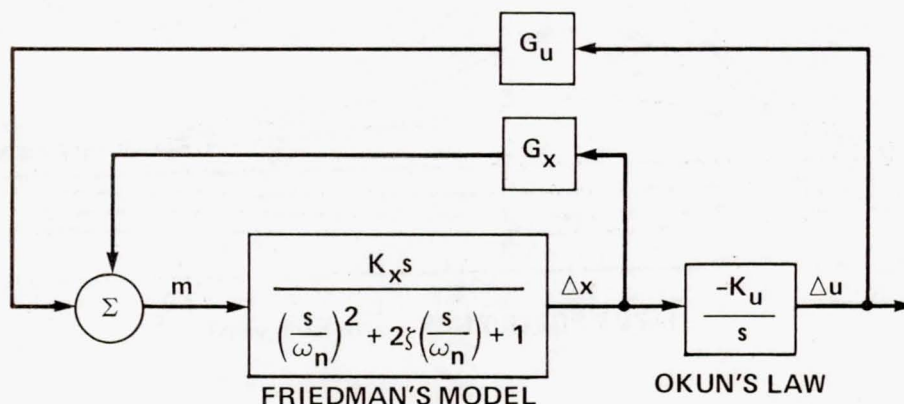 G_u
G_x
Σ
m
K_x s
(s/ω_n)^2 + 2ζ(s/ω_n) + 1
Δx
-K_u
s
Δu
FRIEDMAN'S MODEL
OKUN'S LAW